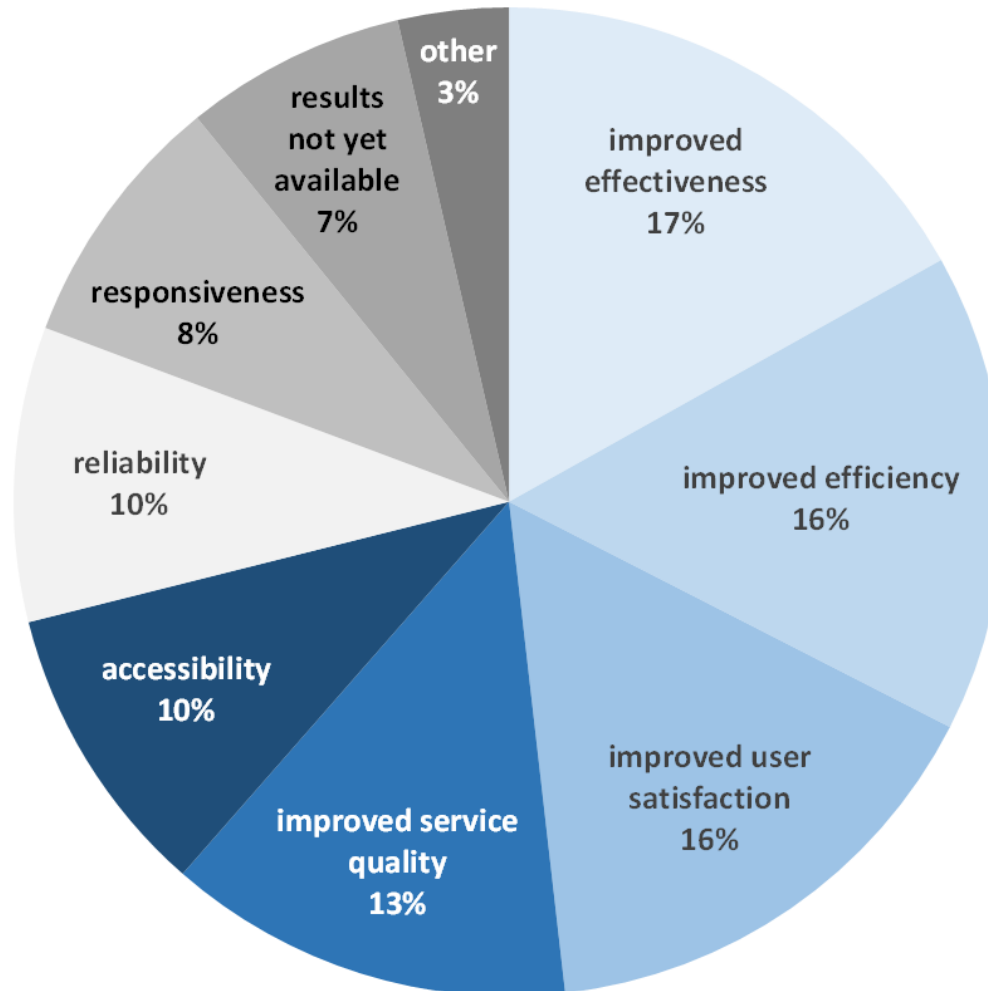 other
3%
improved
effectiveness
17%
improved efficiency
16%
improved user
satisfaction
16%
improved service
quality
13%
accessibility
10%
reliability
10%
responsiveness
8%
results
not yet
available
7%